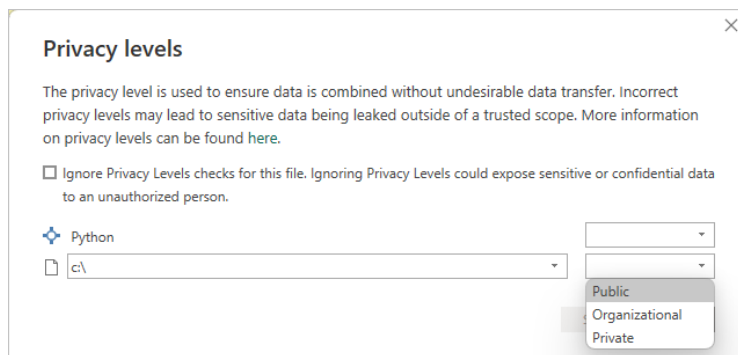 Privacy levels
The privacy level is used to ensure data is combined without undesirable data transfer. Incorrect
privacy levels may lead to sensitive data being leaked outside of a trusted scope. More information
on privacy levels can be found here.
Ignore Privacy Levels checks for this file. Ignoring Privacy Levels could expose sensitive or confidential data
to an unauthorized person.
Python
c:\
Public
Organizational
Private